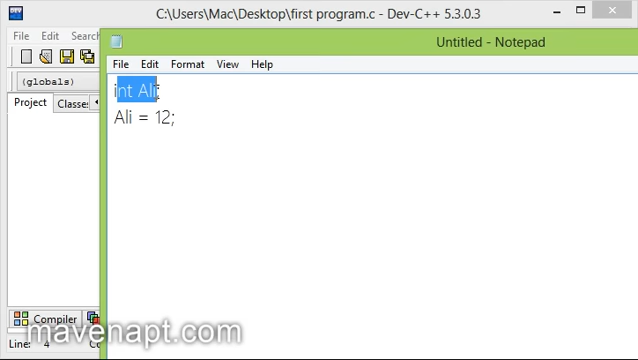 C:\Users\Mac\Desktop\first program.c - Dev-C++ 5.3.0.3
File Edit Search
Untitled - Notepad
File Edit Format View Help
(globals)
Project Classes
int Ali;
Ali = 12;
Compiler
mavenapt.com
Line: 4